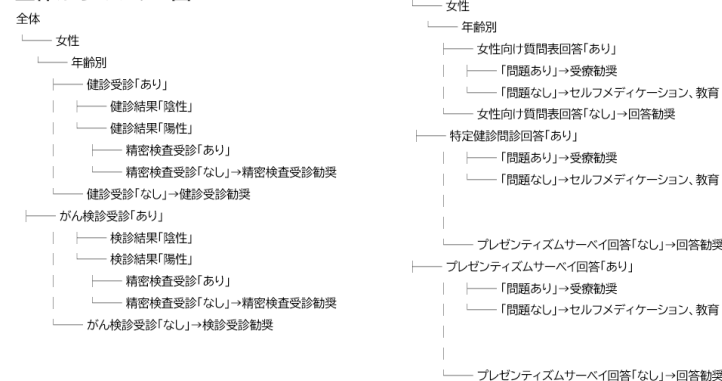 全体
女性
年齢別
健診受診「あり」
健診結果「陰性」
健診結果「陽性」
精密検査受診「あり」
精密検査受診「なし」→精密検査受診勧奨
健診受診「なし」→健診受診勧奨
がん検診受診「あり」
検診結果「陰性」
検診結果「陽性」
精密検査受診「あり」
精密検査受診「なし」→精密検査受診勧奨
がん検診受診「なし」→検診受診勧奨
女性
年齢別
女性向け質問表回答「あり」
「問題あり」→受療勧奨
「問題なし」→セルフメディケーション、教育
女性向け質問表回答「なし」→回答勧奨
特定健診問診回答「あり」
「問題あり」→受療勧奨
「問題なし」→セルフメディケーション、教育
プレゼンティズムサーベイ回答「なし」→回答勧奨
プレゼンティズムサーベイ回答「あり」
「問題あり」→受療勧奨
「問題なし」→セルフメディケーション、教育
プレゼンティズムサーベイ回答「なし」→回答勧奨